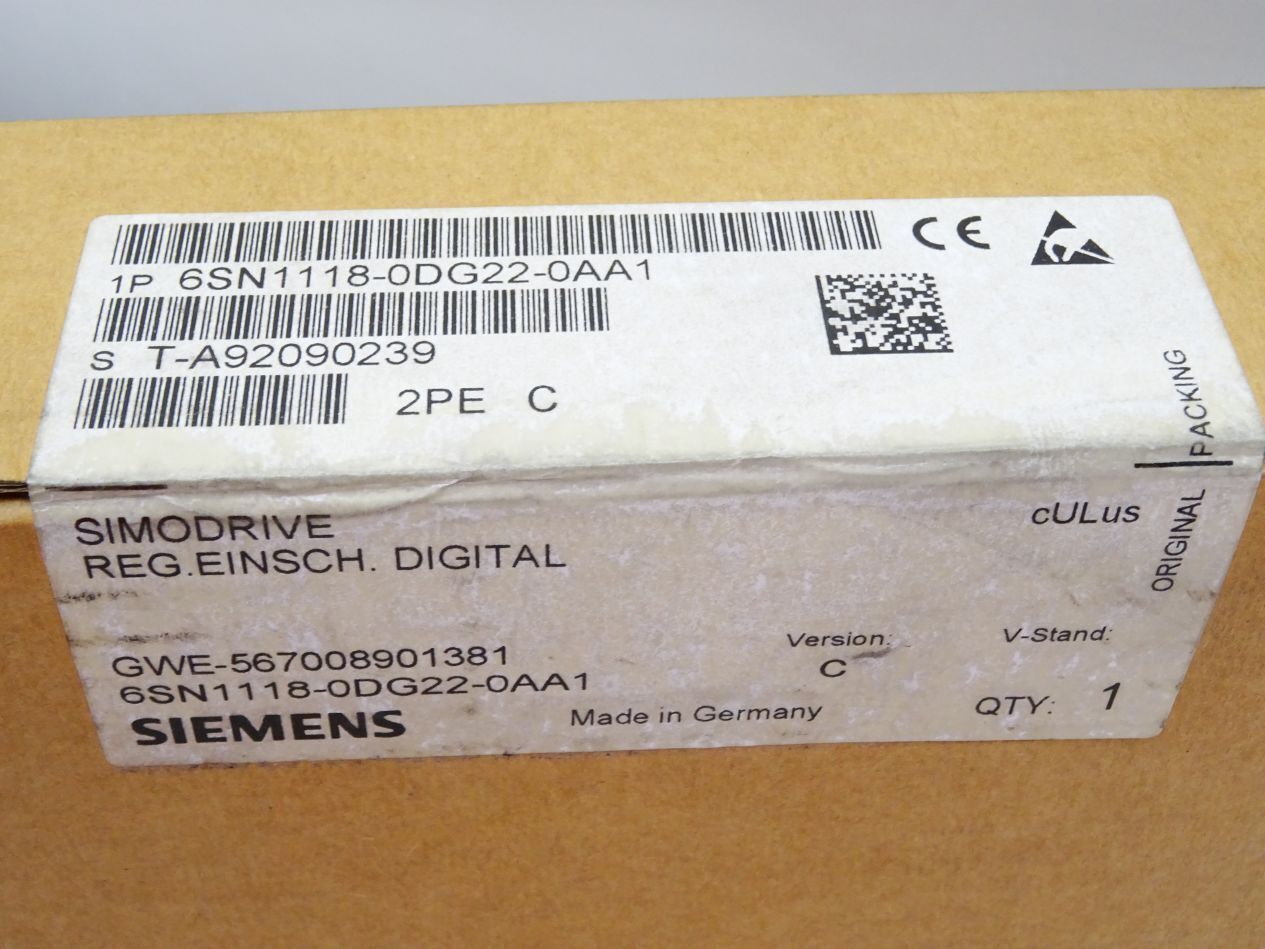 1P 6SN1118-0DG22-0AA1
S T-A92090239
2PE C
CE
SIMODRIVE
REG.EINSCH. DIGITAL
cULus
ORIGINAL PACKING
GWE-567008901381
6SN1118-0DG22-0AA1
SIEMENS
Made in Germany
Version:
C
V-Stand:
QTY: 1